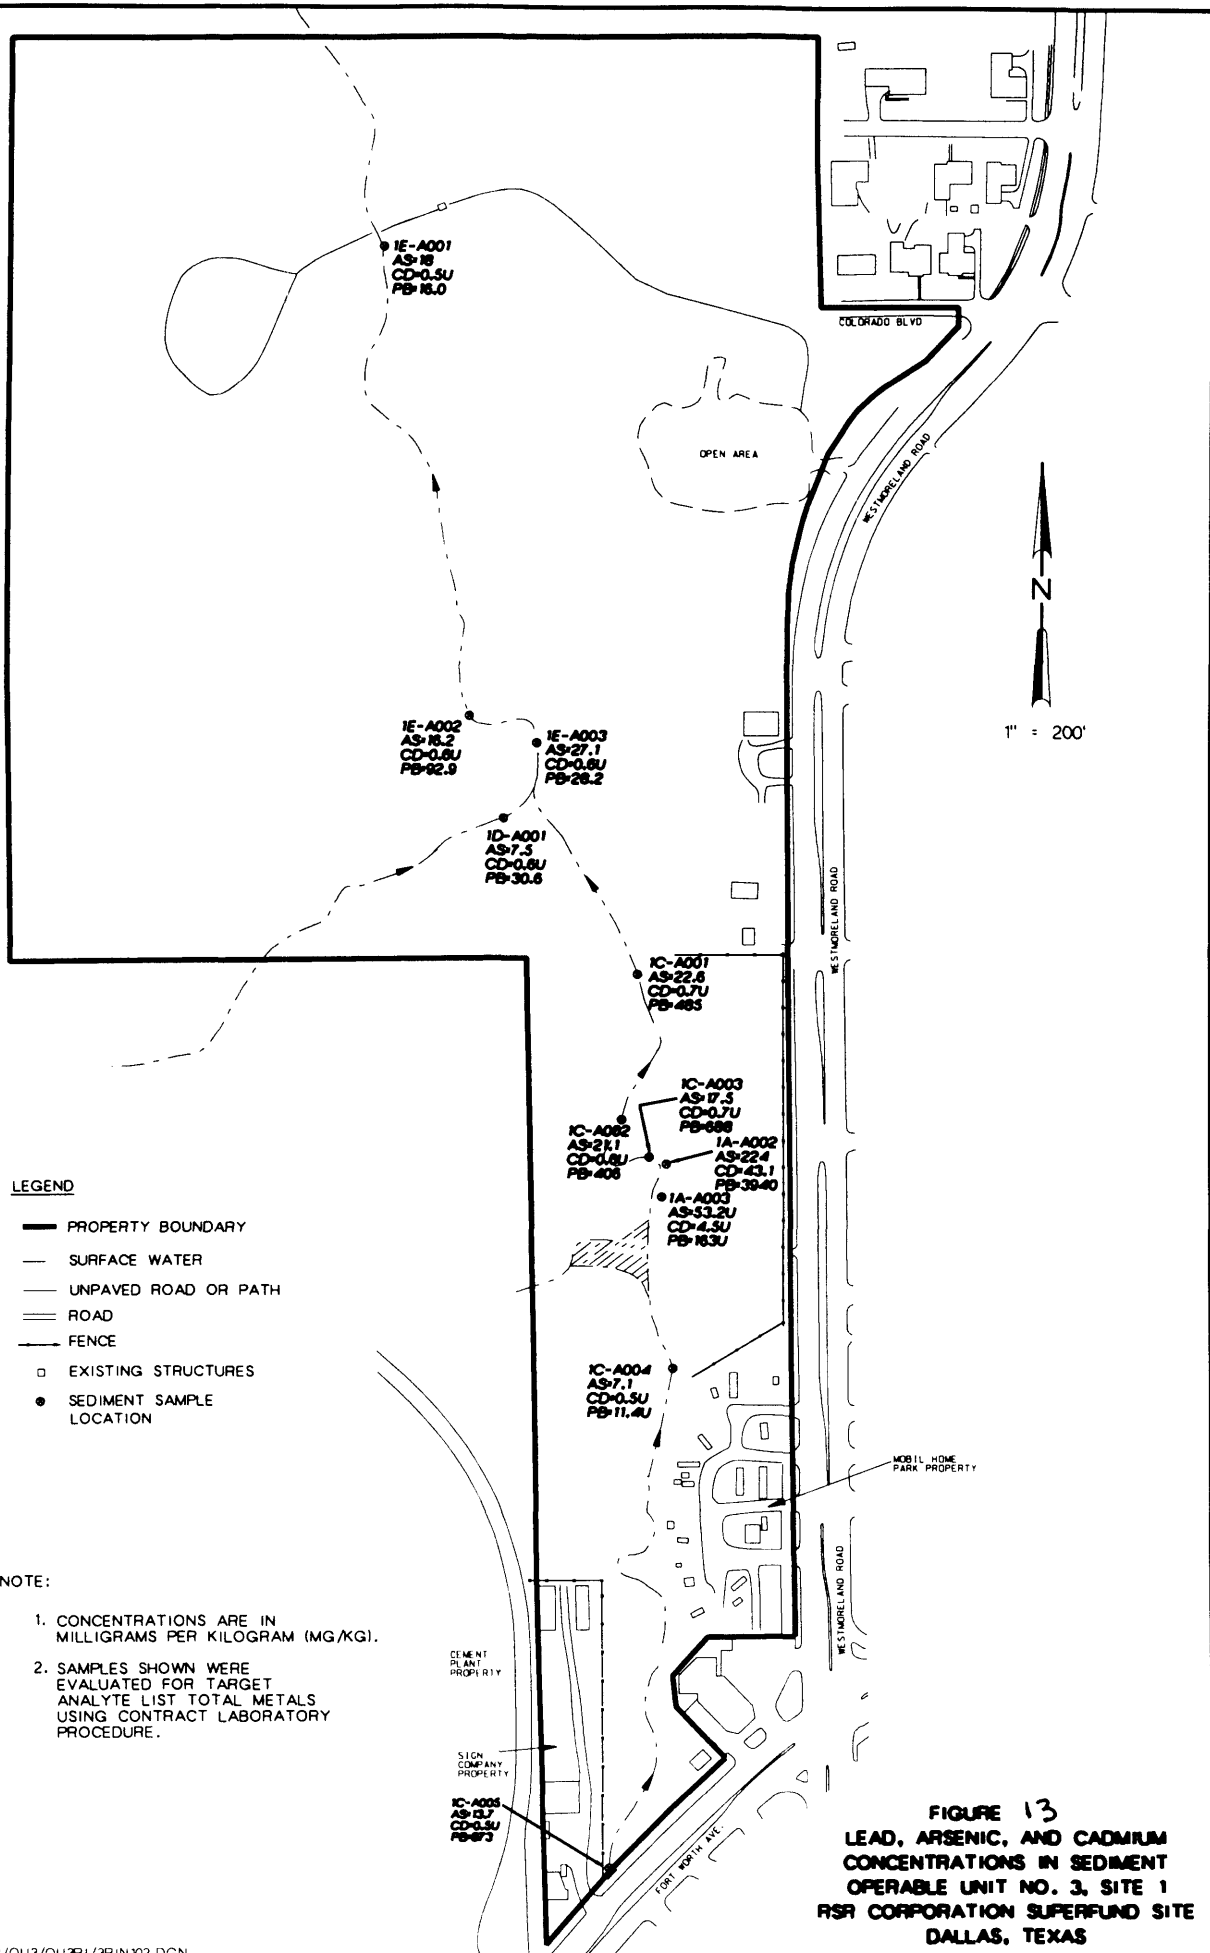 1E-A001
AS=18
CD=0.5U
PB=16.0
COLORADO BLVD
OPEN AREA
WESTMORELAND ROAD
N
1" = 200'
1E-A002
AS=16.2
CD=0.6U
PB=92.9
1E-A003
AS=27.1
CD=0.6U
PB=28.2
1D-A001
AS=7.5
CD=0.6U
PB=30.6
WESTMORELAND ROAD
1C-A001
AS=22.6
CD=0.7U
PB=485
1C-A003
AS=17.5
CD=0.7U
PB=688
1C-A002
AS=21.1
CD=0.6U
PB=406
1A-A002
AS=224
CD=43.1
PB=3940
1A-A003
AS=53.2U
CD=4.5U
PB=163U
LEGEND
PROPERTY BOUNDARY
SURFACE WATER
UNPAVED ROAD OR PATH
ROAD
FENCE
EXISTING STRUCTURES
SEDIMENT SAMPLE
LOCATION
1C-A004
AS=7.1
CD=0.5U
PB=11.4U
MOBIL HOME
PARK PROPERTY
WESTMORELAND ROAD
NOTE:
1. CONCENTRATIONS ARE IN
MILLIGRAMS PER KILOGRAM (MG/KG).
2. SAMPLES SHOWN WERE
EVALUATED FOR TARGET
ANALYTE LIST TOTAL METALS
USING CONTRACT LABORATORY
PROCEDURE.
CEMENT
PLANT
PROPERTY
SIGN
COMPANY
PROPERTY
1C-A005
AS=13.7
CD=0.5U
PB=673
FORT WORTH AVE.
FIGURE 13
LEAD, ARSENIC, AND CADMIUM
CONCENTRATIONS IN SEDIMENT
OPERABLE UNIT NO. 3, SITE 1
RSR CORPORATION SUPERFUND SITE
DALLAS, TEXAS